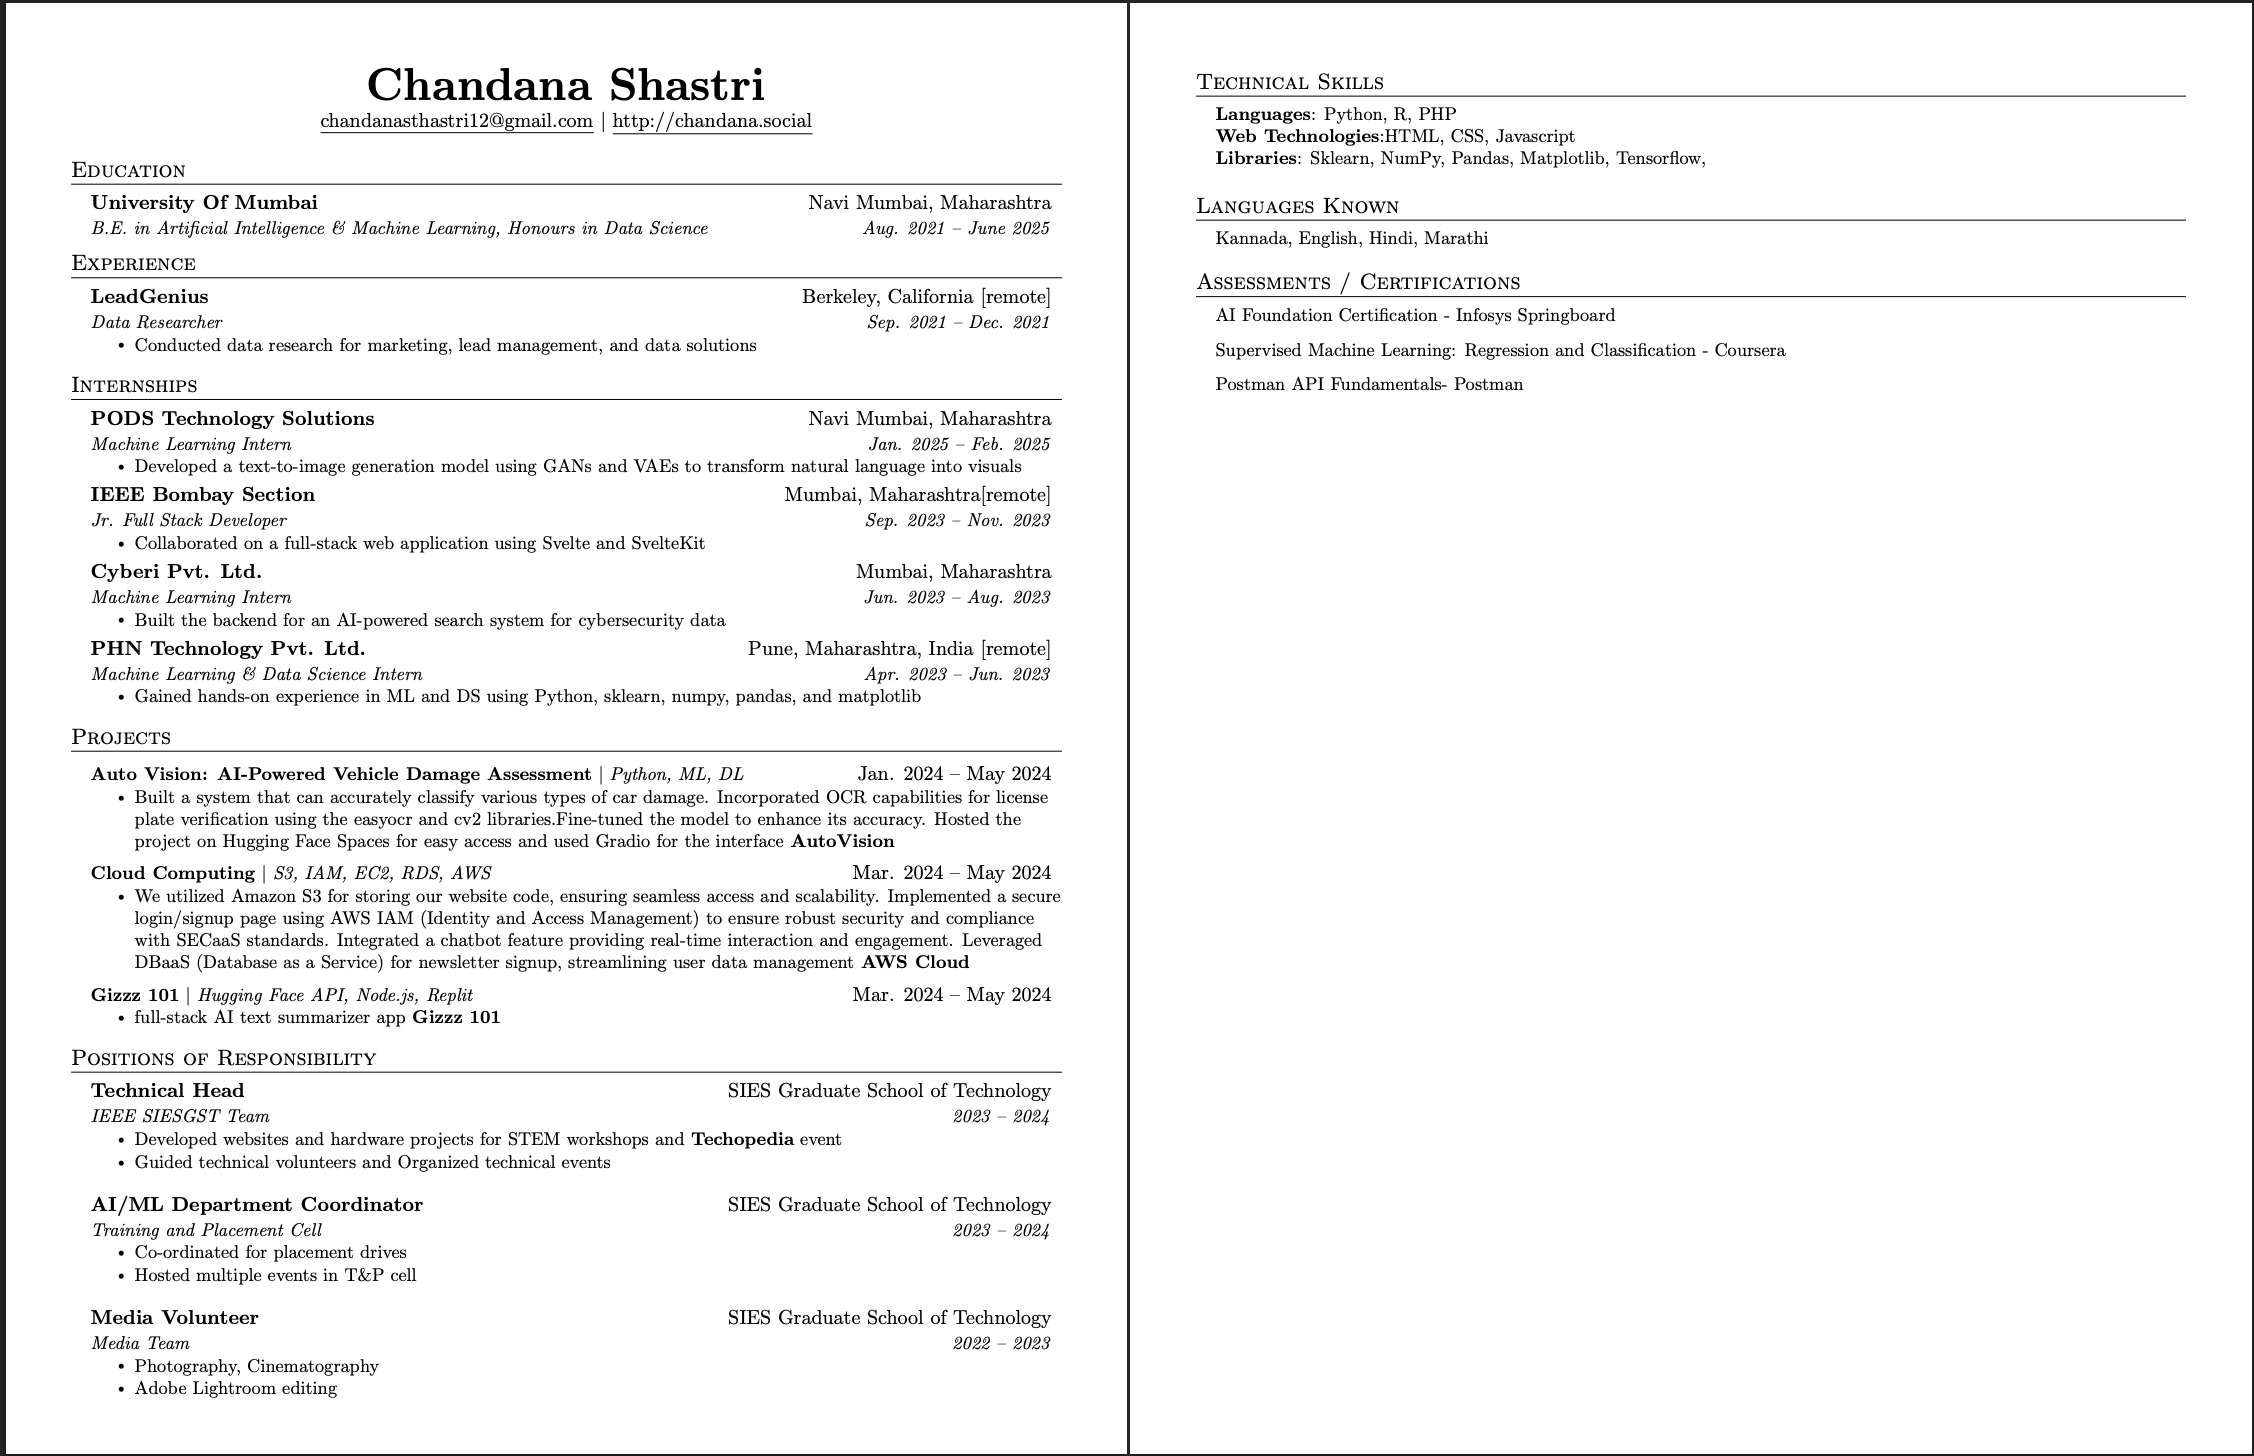 Chandana Shastri
chandanasthastri12@gmail.com | http://chandana.social
Education
University Of Mumbai Navi Mumbai, Maharashtra
B.E. in Artificial Intelligence & Machine Learning, Honours in Data Science Aug. 2021 – June 2025
Experience
LeadGenius Berkeley, California [remote]
Data Researcher Sep. 2021 – Dec. 2021
• Conducted data research for marketing, lead management, and data solutions
Internships
PODS Technology Solutions Navi Mumbai, Maharashtra
Machine Learning Intern Jan. 2025 – Feb. 2025
• Developed a text-to-image generation model using GANs and VAEs to transform natural language into visuals
IEEE Bombay Section Mumbai, Maharashtra[remote]
Jr. Full Stack Developer Sep. 2023 – Nov. 2023
• Collaborated on a full-stack web application using Svelte and SvelteKit
Cyberi Pvt. Ltd. Mumbai, Maharashtra
Machine Learning Intern Jun. 2023 – Aug. 2023
• Built the backend for an AI-powered search system for cybersecurity data
PHN Technology Pvt. Ltd. Pune, Maharashtra, India [remote]
Machine Learning & Data Science Intern Apr. 2023 – Jun. 2023
• Gained hands-on experience in ML and DS using Python, sklearn, numpy, pandas, and matplotlib
Projects
Auto Vision: AI-Powered Vehicle Damage Assessment | Python, ML, DL Jan. 2024 – May 2024
• Built a system that can accurately classify various types of car damage. Incorporated OCR capabilities for license
plate verification using the easyocr and cv2 libraries.Fine-tuned the model to enhance its accuracy. Hosted the
project on Hugging Face Spaces for easy access and used Gradio for the interface AutoVision
Cloud Computing | S3, IAM, EC2, RDS, AWS Mar. 2024 – May 2024
• We utilized Amazon S3 for storing our website code, ensuring seamless access and scalability. Implemented a secure
login/signup page using AWS IAM (Identity and Access Management) to ensure robust security and compliance
with SECaaS standards. Integrated a chatbot feature providing real-time interaction and engagement. Leveraged
DBaaS (Database as a Service) for newsletter signup, streamlining user data management AWS Cloud
Gizzz 101 | Hugging Face API, Node.js, Replit Mar. 2024 – May 2024
• full-stack AI text summarizer app Gizzz 101
Positions of Responsibility
Technical Head SIES Graduate School of Technology
IEEE SIESGST Team 2023 – 2024
• Developed websites and hardware projects for STEM workshops and Techopedia event
• Guided technical volunteers and Organized technical events
AI/ML Department Coordinator SIES Graduate School of Technology
Training and Placement Cell 2023 – 2024
• Co-ordinated for placement drives
• Hosted multiple events in T&P cell
Media Volunteer SIES Graduate School of Technology
Media Team 2022 – 2023
• Photography, Cinematography
• Adobe Lightroom editing
Technical Skills
Languages: Python, R, PHP
Web Technologies:HTML, CSS, Javascript
Libraries: Sklearn, NumPy, Pandas, Matplotlib, Tensorflow,
Languages Known
Kannada, English, Hindi, Marathi
Assessments / Certifications
AI Foundation Certification - Infosys Springboard
Supervised Machine Learning: Regression and Classification - Coursera
Postman API Fundamentals- Postman